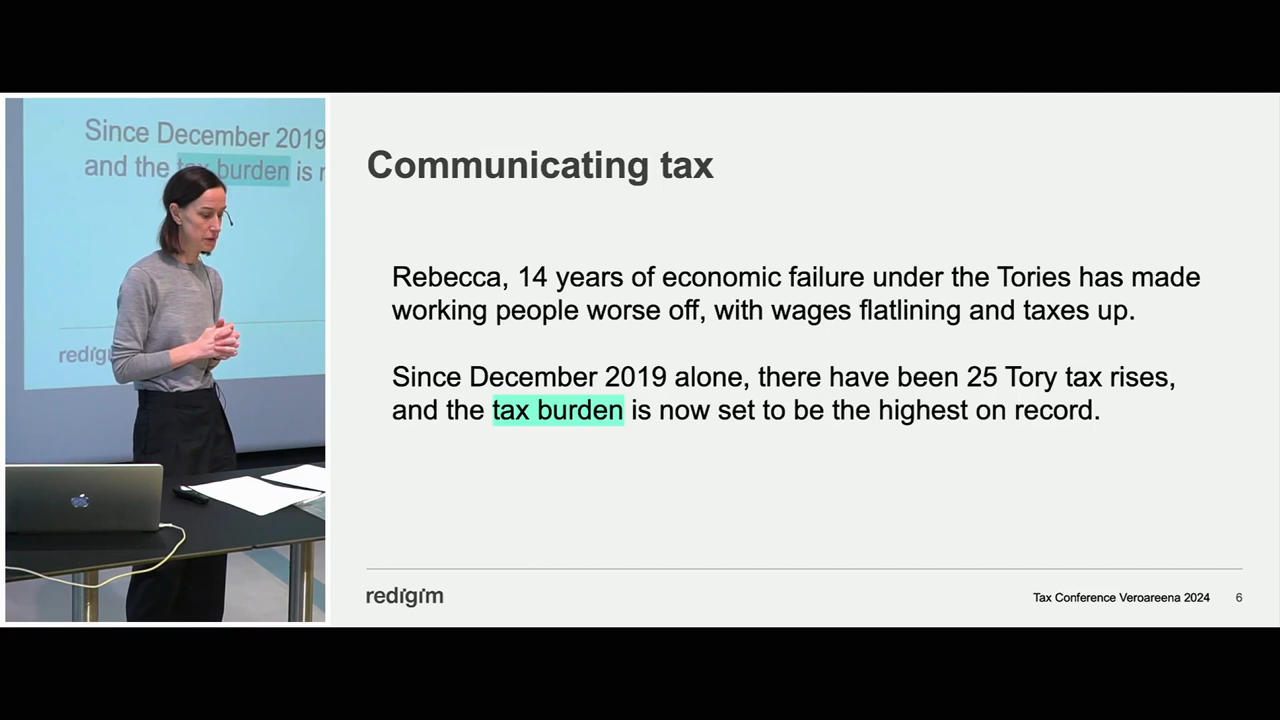 Since December 2019
and the tax burden is r
redigi
Communicating tax
Rebecca, 14 years of economic failure under the Tories has made
working people worse off, with wages flatlining and taxes up.
Since December 2019 alone, there have been 25 Tory tax rises,
and the tax burden is now set to be the highest on record.
redigim
Tax Conference Veroareena 2024 6